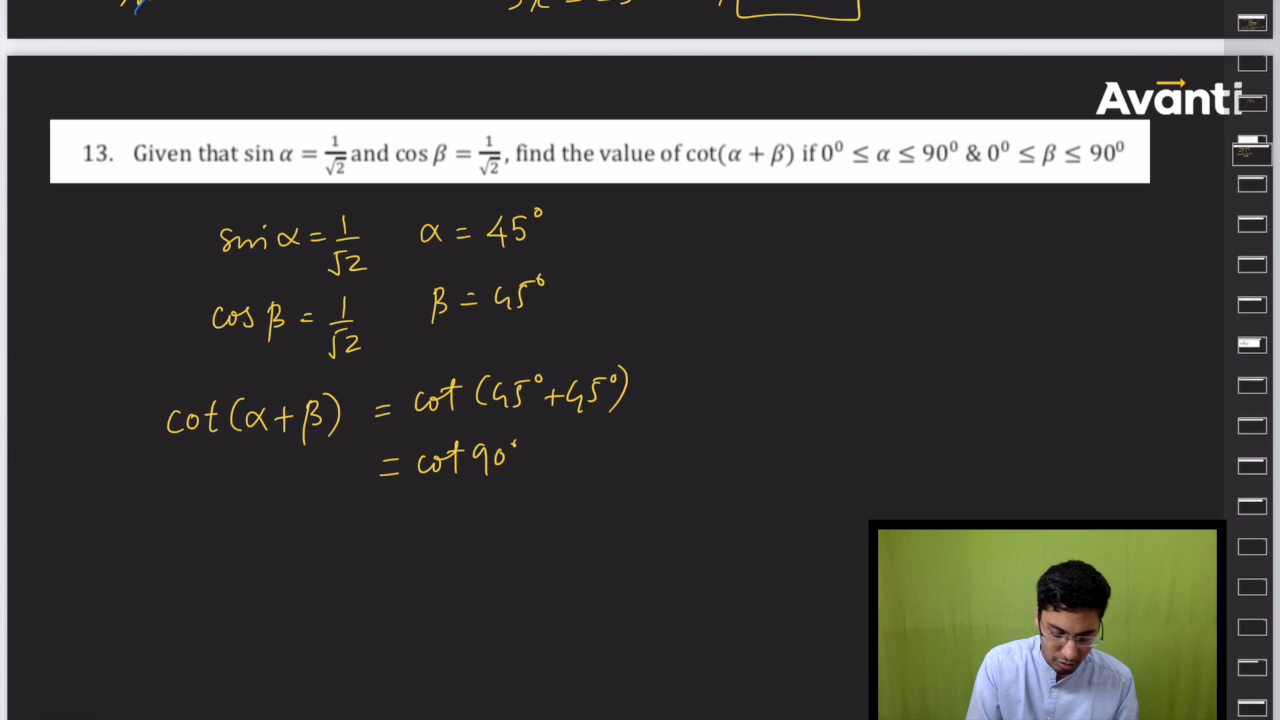 Avanti
13. Given that sin α = 1/√2 and cos β = 1/√2, find the value of cot(α + β) if 0⁰ ≤ α ≤ 90⁰ & 0⁰ ≤ β ≤ 90⁰
sin α = 1/√2 α = 45°
cos β = 1/√2 β = 45°
cot(α+β) = cot (45°+45°)
= cot 90°